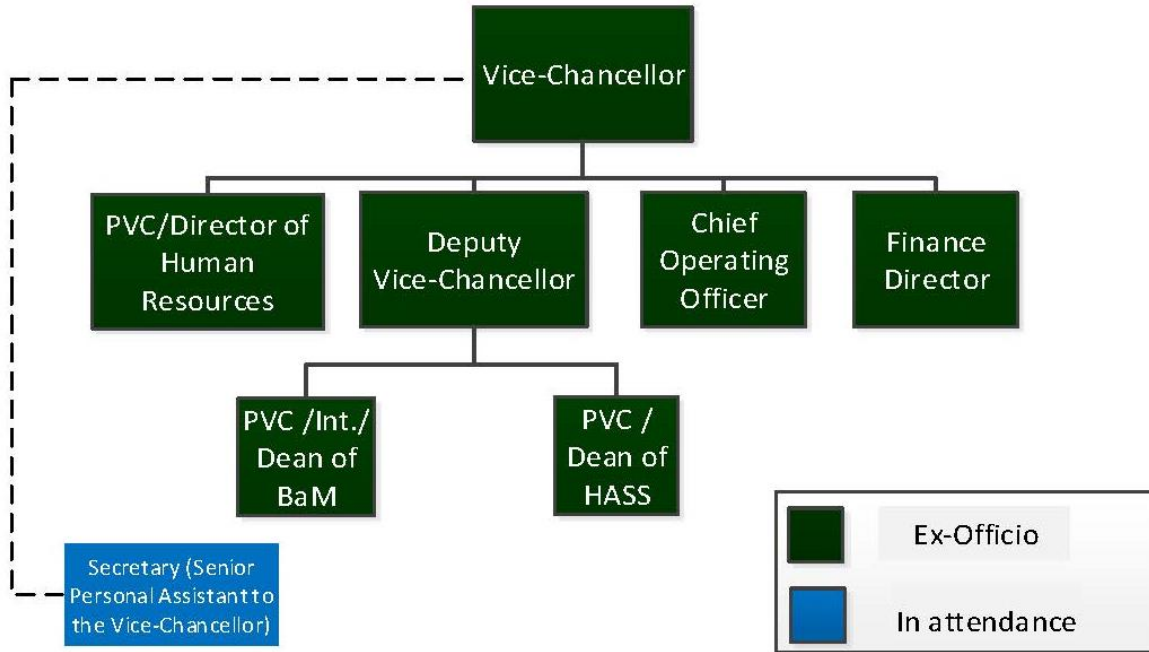 Vice-Chancellor
PVC/Director of
Human
Resources
Deputy
Vice-Chancellor
Chief
Operating
Officer
Finance
Director
PVC /Int./
Dean of
BaM
PVC /
Dean of
HASS
Secretary (Senior
Personal Assistant to
the Vice-Chancellor)
Ex-Officio
In attendance